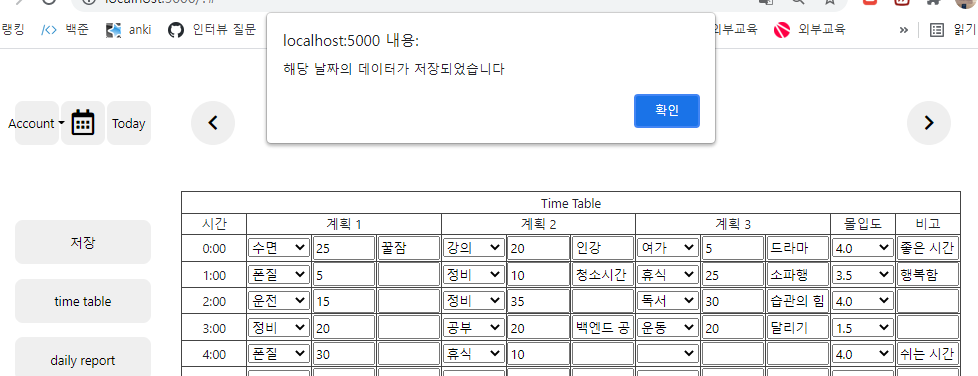 랭킹 백준 anki 인터뷰 질문 외부교육 외부교육 » 읽기
localhost:5000 내용:
해당 날짜의 데이터가 저장되었습니다
확인
Account Today
저장
time table
daily report
Time Table
시간 계획 1 계획 2 계획 3 몰입도 비고
0:00 수면 25 꿀잠 강의 20 인강 여가 5 드라마 4.0 좋은 시간
1:00 폰질 5 정비 10 청소시간 휴식 25 소파행 3.5 행복함
2:00 운전 15 정비 35 독서 30 습관의 힘 4.0
3:00 정비 20 공부 20 백엔드 공 운동 20 달리기 1.5
4:00 폰질 30 휴식 10 4.0 쉬는 시간